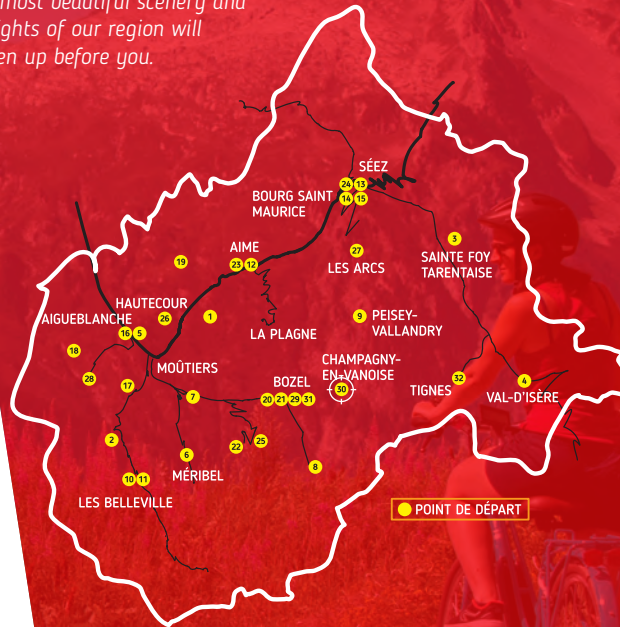 most beautiful scenery and
ights of our region will
en up before you.
SÉEZ
24 13
14 15
BOURG SAINT
MAURICE
3
SAINTE FOY
TARENTAISE
27
LES ARCS
19
AIME
23 12
HAUTECOUR
26
1
9
PEISEY-
VALLANDRY
AIGUEBLANCHE
16 5
LA PLAGNE
18
MOÛTIERS
CHAMPAGNY-
EN-VANOISE
30
28
17
7
BOZEL
20 21 29 31
TIGNES
32
4
VAL-D'ISÈRE
2
22
25
6
MÉRIBEL
8
10 11
LES BELLEVILLE
POINT DE DÉPART